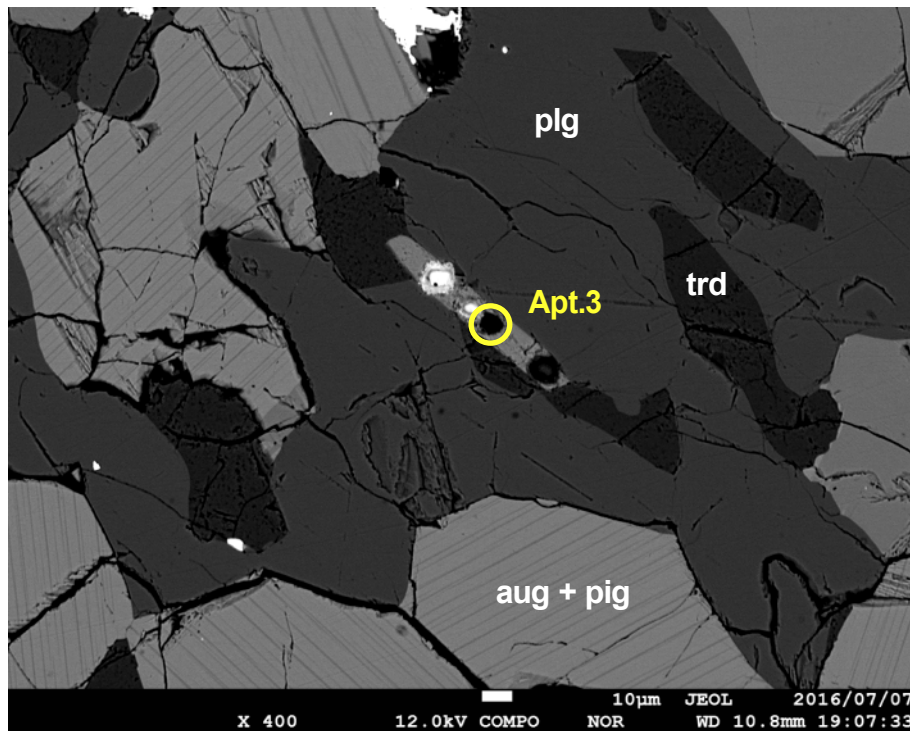 plg
trd
Apt.3
aug + pig
10µm JEOL 2016/07/07
X 400 12.0kV COMPO NOR WD 10.8mm 19:07:33